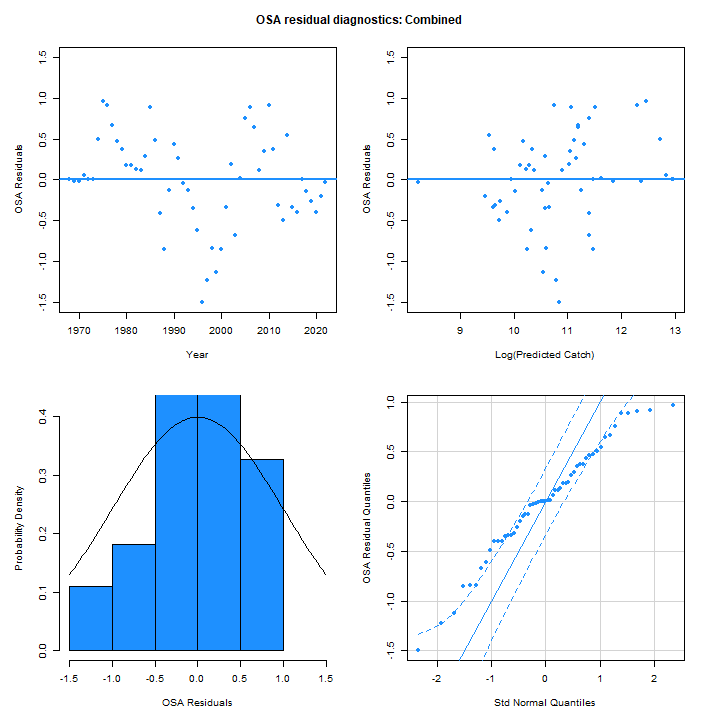 OSA residual diagnostics: Combined
1.5
1.0
0.5
0.0
-0.5
-1.0
-1.5
OSA Residuals
1970 1980 1990 2000 2010 2020
Year
1.5
1.0
0.5
0.0
-0.5
-1.0
-1.5
OSA Residuals
9 10 11 12 13
Log(Predicted Catch)
0.4
0.3
0.2
0.1
0.0
Probability Density
-1.5 -1.0 -0.5 0.0 0.5 1.0 1.5
OSA Residuals
1.0
0.5
0.0
-0.5
-1.0
-1.5
OSA Residual Quantiles
-2 -1 0 1 2
Std Normal Quantiles